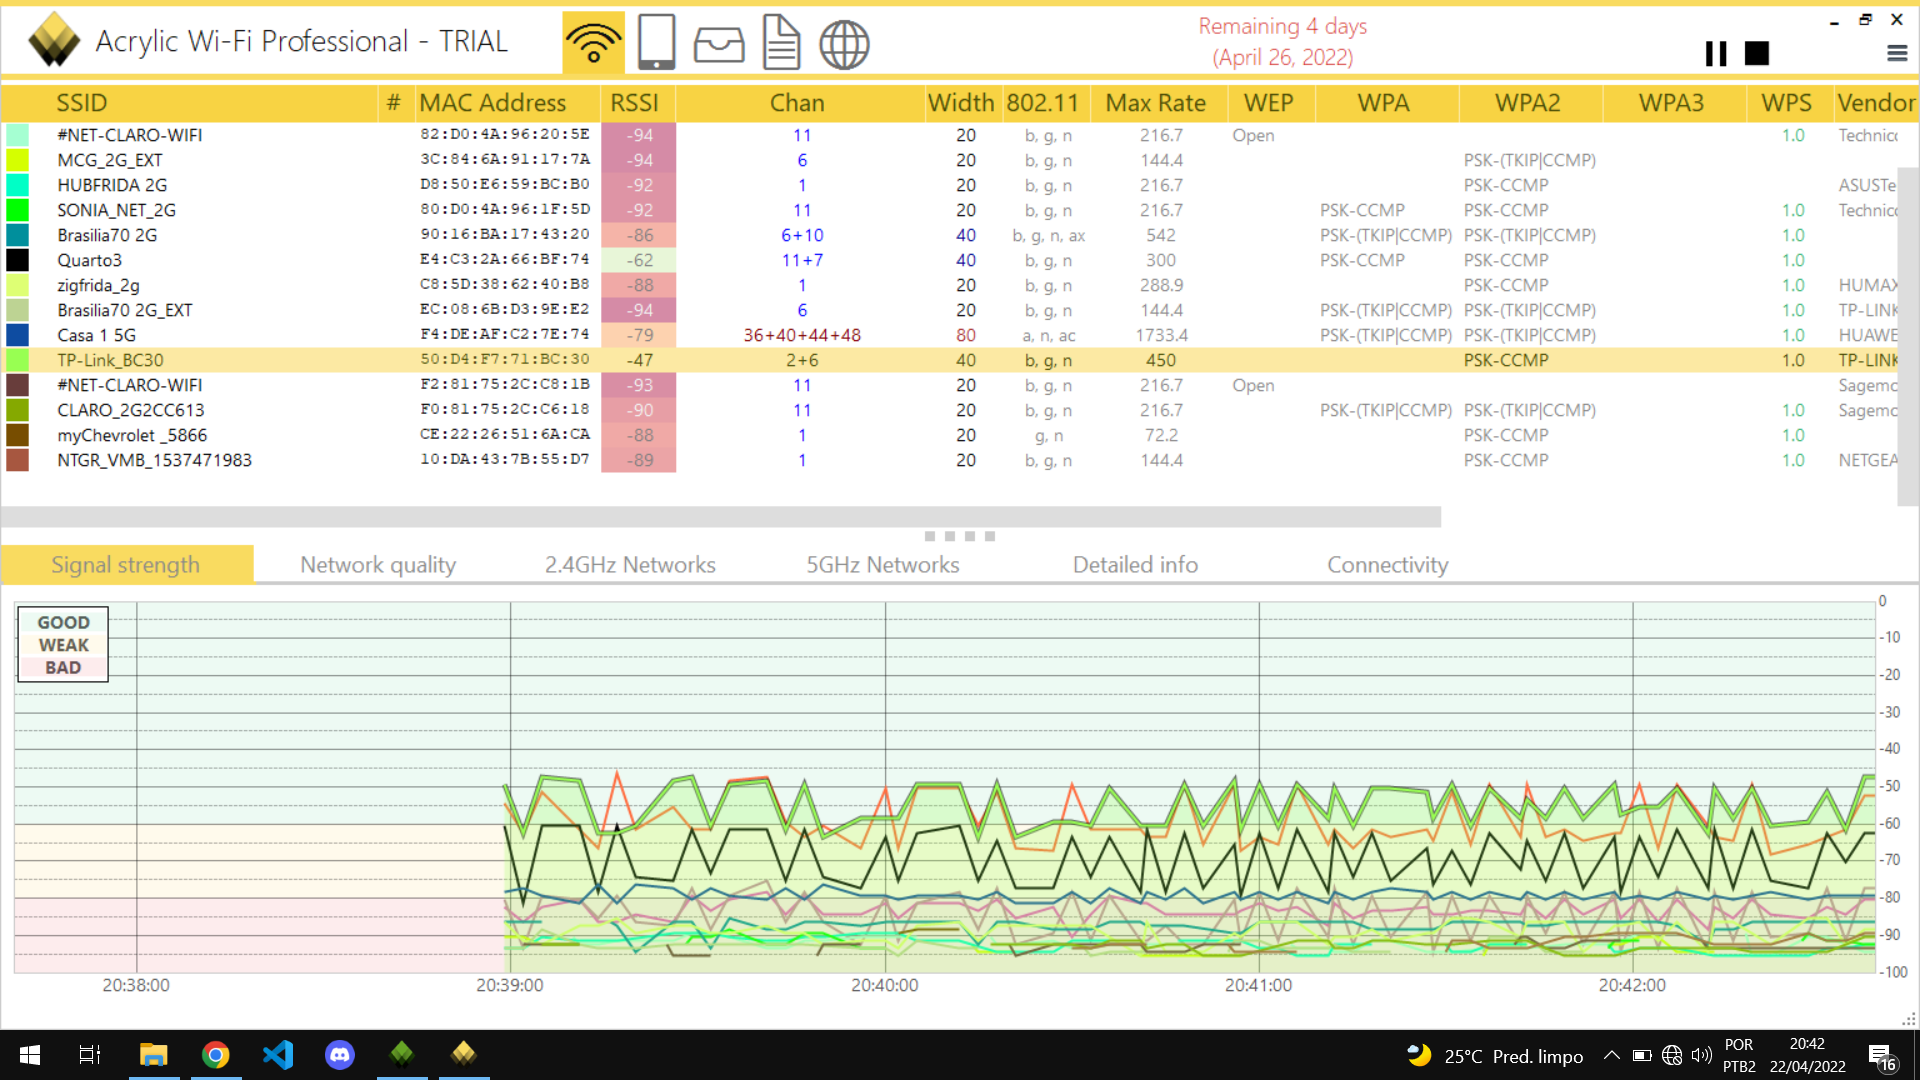 Acrylic Wi-Fi Professional - TRIAL
Remaining 4 days
(April 26, 2022)
SSID # MAC Address RSSI Chan Width 802.11 Max Rate WEP WPA WPA2 WPA3 WPS Vendor
#NET-CLARO-WIFI 82:D0:4A:96:20:5E -94 11 20 b, g, n 216.7 Open 1.0 Technico
MCG_2G_EXT 3C:84:6A:91:17:7A -94 6 20 b, g, n 144.4 PSK-(TKIP|CCMP)
HUBFRIDA 2G D8:50:E6:59:BC:B0 -92 1 20 b, g, n 216.7 PSK-CCMP ASUSTe
SONIA_NET_2G 80:D0:4A:96:1F:5D -92 11 20 b, g, n 216.7 PSK-CCMP PSK-CCMP 1.0 Technico
Brasilia70 2G 90:16:BA:17:43:20 -86 6+10 40 b, g, n, ax 542 PSK-(TKIP|CCMP) PSK-(TKIP|CCMP) 1.0
Quarto3 E4:C3:2A:66:BF:74 -62 11+7 40 b, g, n 300 PSK-CCMP PSK-CCMP 1.0
zigfrida_2g C8:5D:38:62:40:B8 -88 1 20 b, g, n 288.9 PSK-CCMP 1.0 HUMAX
Brasilia70 2G_EXT EC:08:6B:D3:9E:E2 -94 6 20 b, g, n 144.4 PSK-(TKIP|CCMP) PSK-(TKIP|CCMP) 1.0 TP-LINK
Casa 1 5G F4:DE:AF:C2:7E:74 -79 36+40+44+48 80 a, n, ac 1733.4 PSK-(TKIP|CCMP) PSK-(TKIP|CCMP) 1.0 HUAWE
TP-Link_BC30 50:D4:F7:71:BC:30 -47 2+6 40 b, g, n 450 PSK-CCMP 1.0 TP-LINK
#NET-CLARO-WIFI F2:81:75:2C:C8:1B -93 11 20 b, g, n 216.7 Open Sagemc
CLARO_2G2CC613 F0:81:75:2C:C6:18 -90 11 20 b, g, n 216.7 PSK-(TKIP|CCMP) PSK-(TKIP|CCMP) 1.0 Sagemc
myChevrolet _5866 CE:22:26:51:6A:CA -88 1 20 g, n 72.2 PSK-CCMP 1.0
NTGR_VMB_1537471983 10:DA:43:7B:55:D7 -89 1 20 b, g, n 144.4 PSK-CCMP 1.0 NETGEA
Signal strength Network quality 2.4GHz Networks 5GHz Networks Detailed info Connectivity
GOOD
WEAK
BAD
0
-10
-20
-30
-40
-50
-60
-70
-80
-90
-100
20:38:00 20:39:00 20:40:00 20:41:00 20:42:00
25°C Pred. limpo
POR
PTB2
20:42
22/04/2022
16